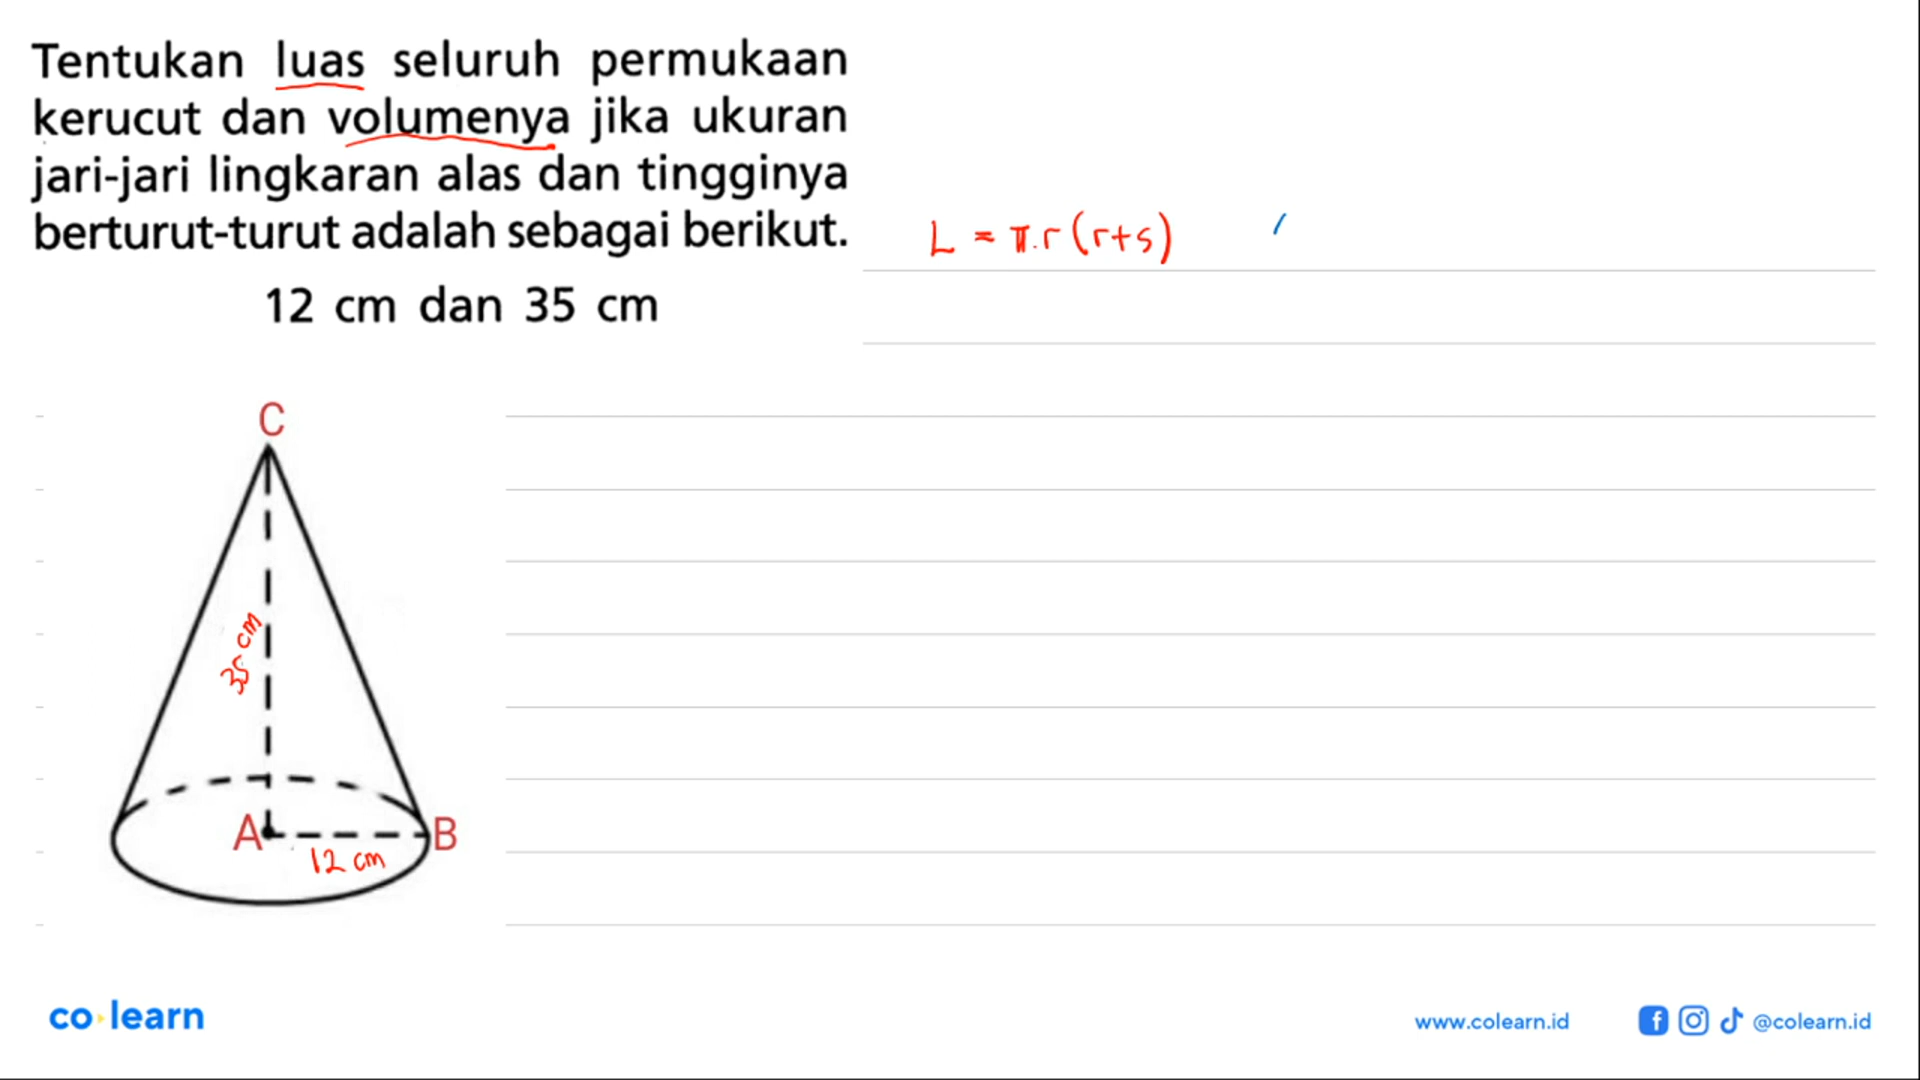 Tentukan luas seluruh permukaan
kerucut dan volumenya jika ukuran
jari-jari lingkaran alas dan tingginya
berturut-turut adalah sebagai berikut.
12 cm dan 35 cm
L = π.r (r+s)
C
35 cm
A
B
12 cm
co learn
www.colearn.id
@colearn.id